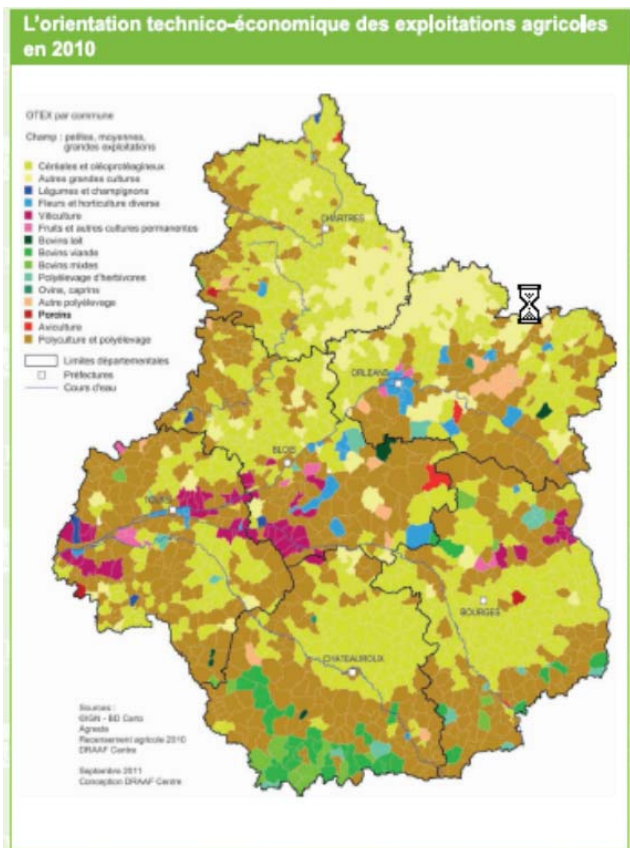 L'orientation technico-économique des exploitations agricoles
en 2010
OTEX par commune
Champ : petites, moyennes,
grandes exploitations
Céréales et oléoprotéagineux
Autres grandes cultures
Légumes et champignons
Fleurs et horticulture diverse
Viticulture
Fruits et autres cultures permanentes
Bovins lait
Bovins viande
Bovins mixtes
Polyélevage d'herbivores
Ovins, caprins
Autre polyélevage
Porcins
Aviculture
Polyculture et polyélevage
Limites départementales
Préfectures
Cours d'eau
CHARTRES
ORLEANS
BLOIS
TOURS
BOURGES
CHATEAUROUX
Sources :
©IGN - BD Carto
Agreste
Recensement agricole 2010
DRAAF Centre
Septembre 2011
Conception DRAAF Centre